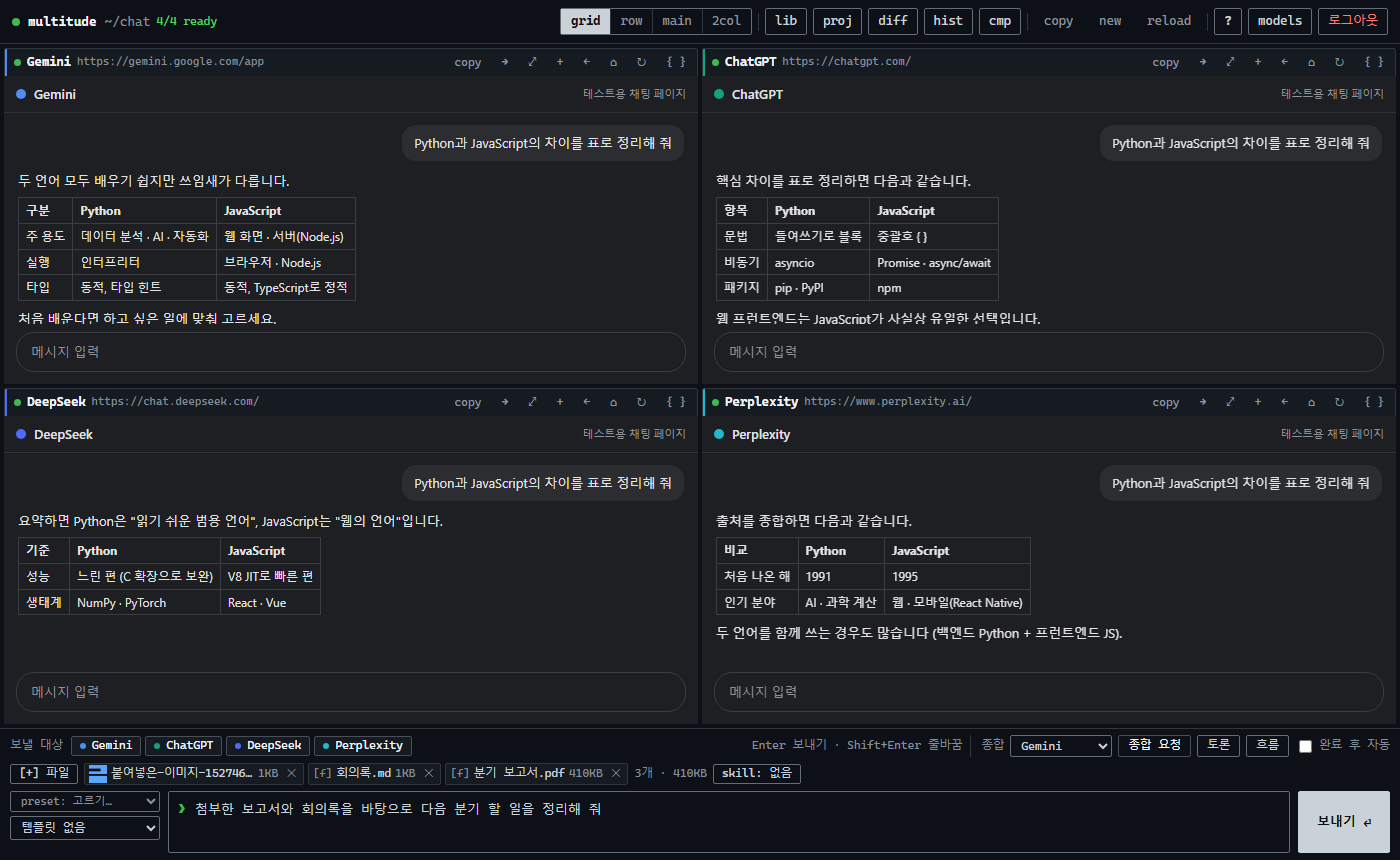 multitude ~/chat 4/4 ready grid row main 2col lib proj diff hist cmp copy new reload ? models 로그아웃
Gemini https://gemini.google.com/app copy → ⤢ + ← ⌂ ↻ { }
Gemini 테스트용 채팅 페이지
Python과 JavaScript의 차이를 표로 정리해 줘
두 언어 모두 배우기 쉽지만 쓰임새가 다릅니다.
구분 Python JavaScript
주 용도 데이터 분석 · AI · 자동화 웹 화면 · 서버(Node.js)
실행 인터프리터 브라우저 · Node.js
타입 동적, 타입 힌트 동적, TypeScript로 정적
처음 배운다면 하고 싶은 일에 맞춰 고르세요.
메시지 입력
ChatGPT https://chatgpt.com/ copy → ⤢ + ← ⌂ ↻ { }
ChatGPT 테스트용 채팅 페이지
Python과 JavaScript의 차이를 표로 정리해 줘
핵심 차이를 표로 정리하면 다음과 같습니다.
항목 Python JavaScript
문법 들여쓰기로 블록 중괄호 { }
비동기 asyncio Promise · async/await
패키지 pip · PyPI npm
웹 프런트엔드는 JavaScript가 사실상 유일한 선택입니다.
메시지 입력
DeepSeek https://chat.deepseek.com/ copy → ⤢ + ← ⌂ ↻ { }
DeepSeek 테스트용 채팅 페이지
Python과 JavaScript의 차이를 표로 정리해 줘
요약하면 Python은 "읽기 쉬운 범용 언어", JavaScript는 "웹의 언어"입니다.
기준 Python JavaScript
성능 느린 편 (C 확장으로 보완) V8 JIT로 빠른 편
생태계 NumPy · PyTorch React · Vue
메시지 입력
Perplexity https://www.perplexity.ai/ copy → ⤢ + ← ⌂ ↻ { }
Perplexity 테스트용 채팅 페이지
Python과 JavaScript의 차이를 표로 정리해 줘
출처를 종합하면 다음과 같습니다.
비교 Python JavaScript
처음 나온 해 1991 1995
인기 분야 AI · 과학 계산 웹 · 모바일(React Native)
두 언어를 함께 쓰는 경우도 많습니다 (백엔드 Python + 프런트엔드 JS).
메시지 입력
보낼 대상 Gemini ChatGPT DeepSeek Perplexity Enter 보내기 · Shift+Enter 줄바꿈 종합 Gemini 종합 요청 토론 흐름 완료 후 자동
[+] 파일 붙여넣은-이미지-152746… 1KB × [f] 회의록.md 1KB × [f] 분기 보고서.pdf 410KB × 3개 · 410KB skill: 없음
preset: 고르기…
템플릿 없음
❯ 첨부한 보고서와 회의록을 바탕으로 다음 분기 할 일을 정리해 줘
보내기 ↵